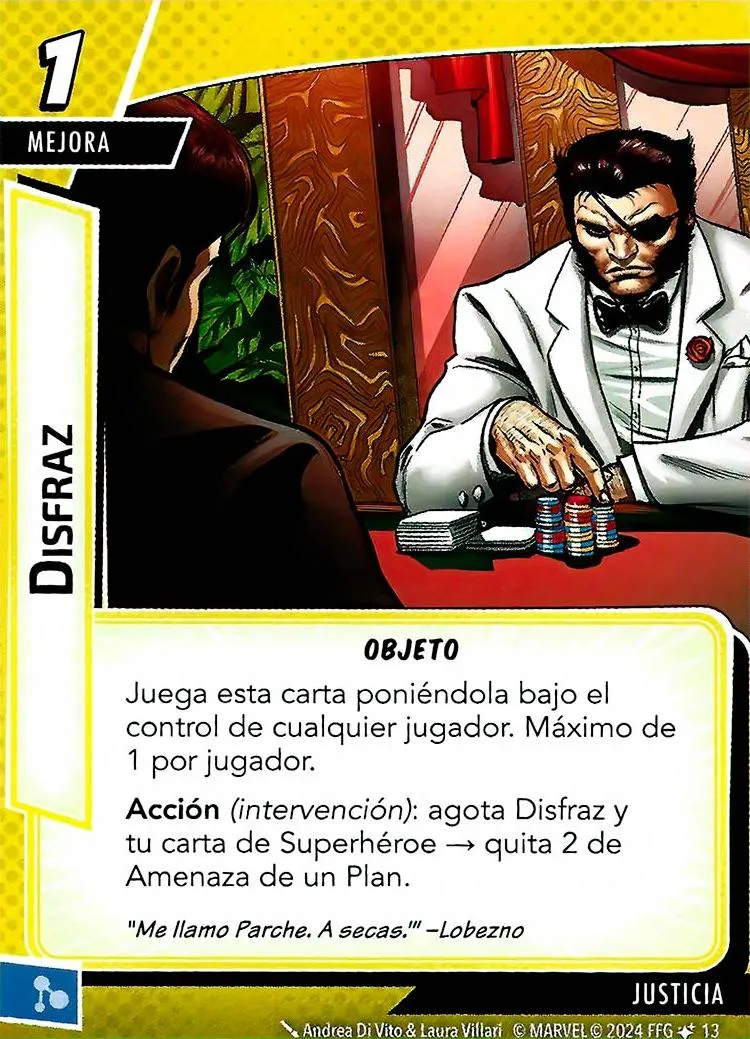 1
MEJORA
DISFRAZ
OBJETO
Juega esta carta poniéndola bajo el
control de cualquier jugador. Máximo de
1 por jugador.
Acción (intervención): agota Disfraz y
tu carta de Superhéroe → quita 2 de
Amenaza de un Plan.
"Me llamo Parche. A secas.'" –Lobezno
JUSTICIA
Andrea Di Vito & Laura Villari © MARVEL © 2024 FFG 13